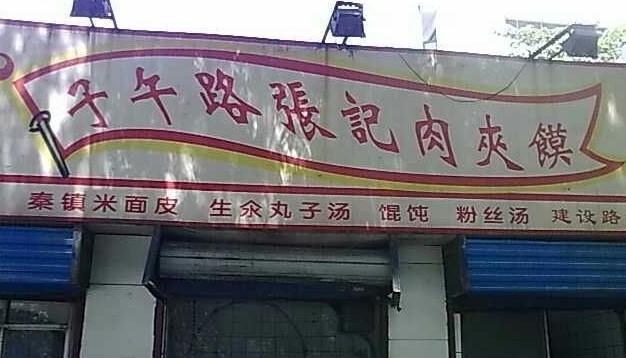 子午路張記肉夾饃
秦镇米面皮 生汆丸子汤 馄饨 粉丝汤 建设路